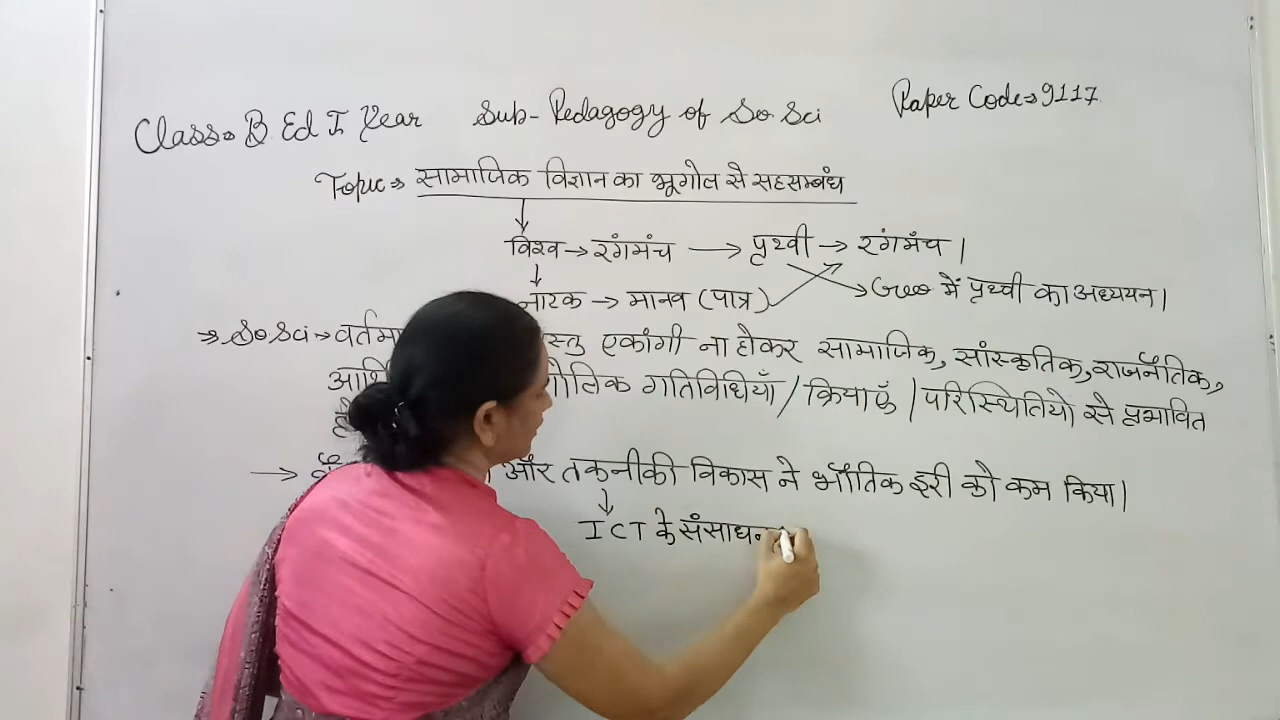 Class⇒ B. Ed I Year Sub- Pedagogy of So Sci Paper Code⇒9117
Topic⇒ सामाजिक विज्ञान का भूगोल से सहसम्बंध
विश्व → रंगमंच → पृथ्वी → रंगमंच।
नाटक → मानव (पात्र) Geo में पृथ्वी का अध्ययन।
→ So Sci → एकांगी ना होकर सामाजिक, सांस्कृतिक, राजनैतिक,
गतिविधियाँ / क्रियाएँ / परिस्थितियो से प्रभावित
→ और तकनीकी विकास ने भौतिक दूरी को कम किया।
ICT के संसाधन